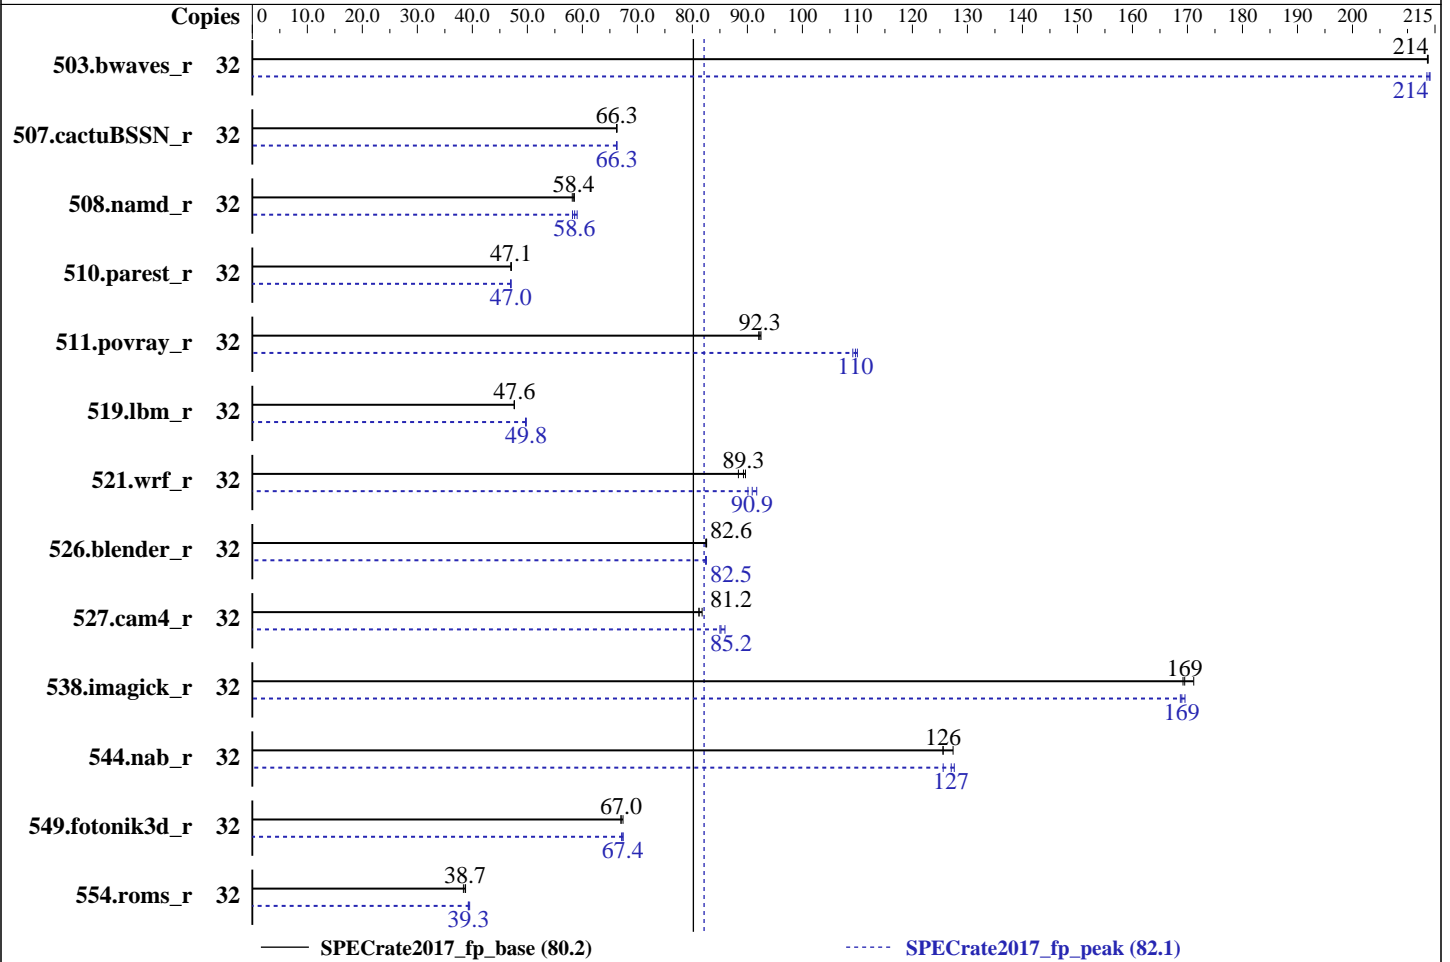 Copies 0 10.0 20.0 30.0 40.0 50.0 60.0 70.0 80.0 90.0 100 110 120 130 140 150 160 170 180 190 200 215
503.bwaves_r 32 214
214
507.cactuBSSN_r 32 66.3
66.3
508.namd_r 32 58.4
58.6
510.parest_r 32 47.1
47.0
511.povray_r 32 92.3
110
519.lbm_r 32 47.6
49.8
521.wrf_r 32 89.3
90.9
526.blender_r 32 82.6
82.5
527.cam4_r 32 81.2
85.2
538.imagick_r 32 169
169
544.nab_r 32 126
127
549.fotonik3d_r 32 67.0
67.4
554.roms_r 32 38.7
39.3
SPECrate2017_fp_base (80.2) SPECrate2017_fp_peak (82.1)